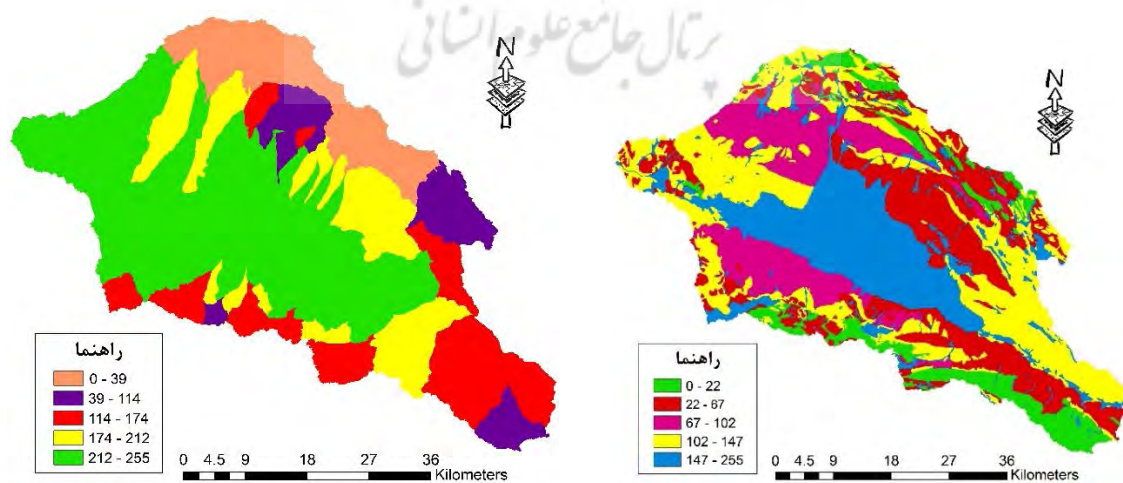 پرتال جامع علوم انسانی
N
راهنما
0 - 39
39 - 114
114 - 174
174 - 212
212 - 255
0 4.5 9 18 27 36
Kilometers
N
راهنما
0 - 22
22 - 67
67 - 102
102 - 147
147 - 255
0 4.5 9 18 27 36
Kilometers